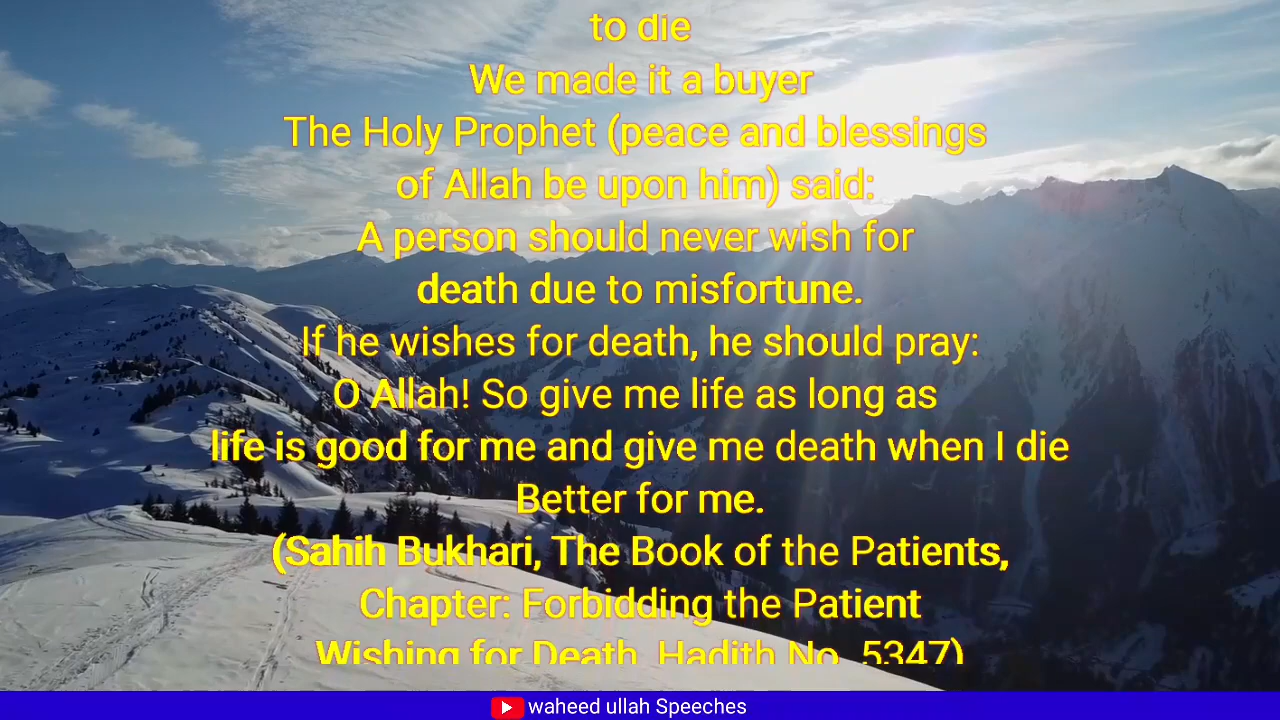 to die
We made it a buyer
The Holy Prophet (peace and blessings
of Allah be upon him) said:
A person should never wish for
death due to misfortune.
If he wishes for death, he should pray:
O Allah! So give me life as long as
life is good for me and give me death when I die
Better for me.
(Sahih Bukhari, The Book of the Patients,
Chapter: Forbidding the Patient
Wishing for Death, Hadith No. 5347)
waheed ullah Speeches